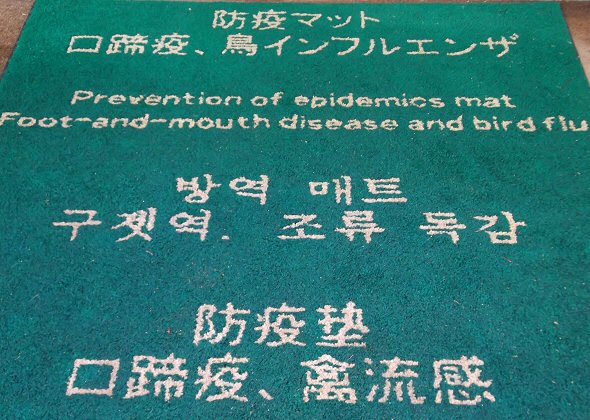 防疫マット
口蹄疫、鳥インフルエンザ
Prevention of epidemics mat
Foot-and-mouth disease and bird flu
방역 매트
구젯역. 조류 독감
防疫垫
口蹄疫、禽流感